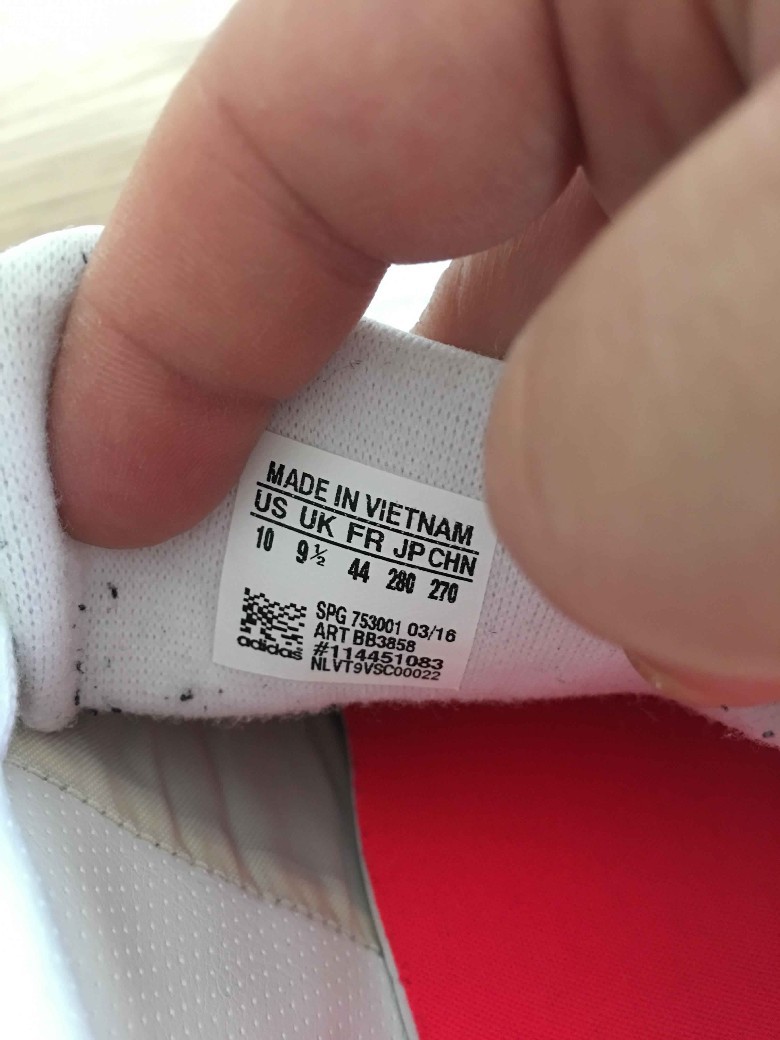 MADE IN VIETNAM
US UK FR JP CHN
10 9½ 44 280 270
SPG 753001 03/16
ART BB3858
#114451083
NLVT9VSC00022
adidas